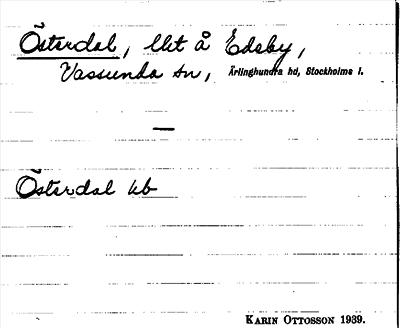 Österdal, lht å Edeby,
Vassunda sn, Ärlinghundra hd, Stockholms l.
—
Österdal kb
KARIN OTTOSSON 1939.